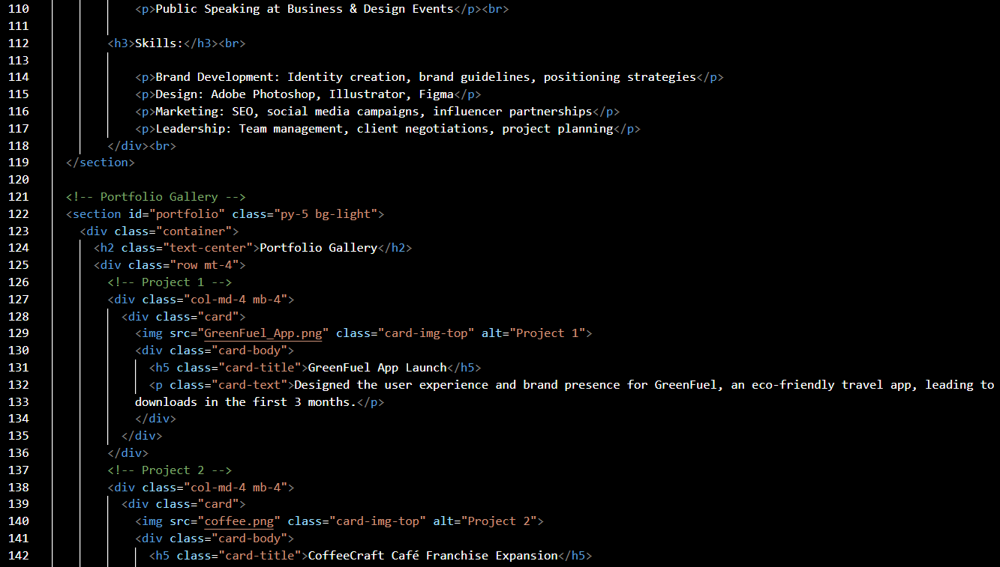 110 <p>Public Speaking at Business & Design Events</p><br>
111
112 <h3>Skills:</h3><br>
113
114 <p>Brand Development: Identity creation, brand guidelines, positioning strategies</p>
115 <p>Design: Adobe Photoshop, Illustrator, Figma</p>
116 <p>Marketing: SEO, social media campaigns, influencer partnerships</p>
117 <p>Leadership: Team management, client negotiations, project planning</p>
118 </div><br>
119 </section>
120
121 <!-- Portfolio Gallery -->
122 <section id="portfolio" class="py-5 bg-light">
123 <div class="container">
124 <h2 class="text-center">Portfolio Gallery</h2>
125 <div class="row mt-4">
126 <!-- Project 1 -->
127 <div class="col-md-4 mb-4">
128 <div class="card">
129 <img src="GreenFuel_App.png" class="card-img-top" alt="Project 1">
130 <div class="card-body">
131 <h5 class="card-title">GreenFuel App Launch</h5>
132 <p class="card-text">Designed the user experience and brand presence for GreenFuel, an eco-friendly travel app, leading to
133 downloads in the first 3 months.</p>
134 </div>
135 </div>
136 </div>
137 <!-- Project 2 -->
138 <div class="col-md-4 mb-4">
139 <div class="card">
140 <img src="coffee.png" class="card-img-top" alt="Project 2">
141 <div class="card-body">
142 <h5 class="card-title">CoffeeCraft Café Franchise Expansion</h5>